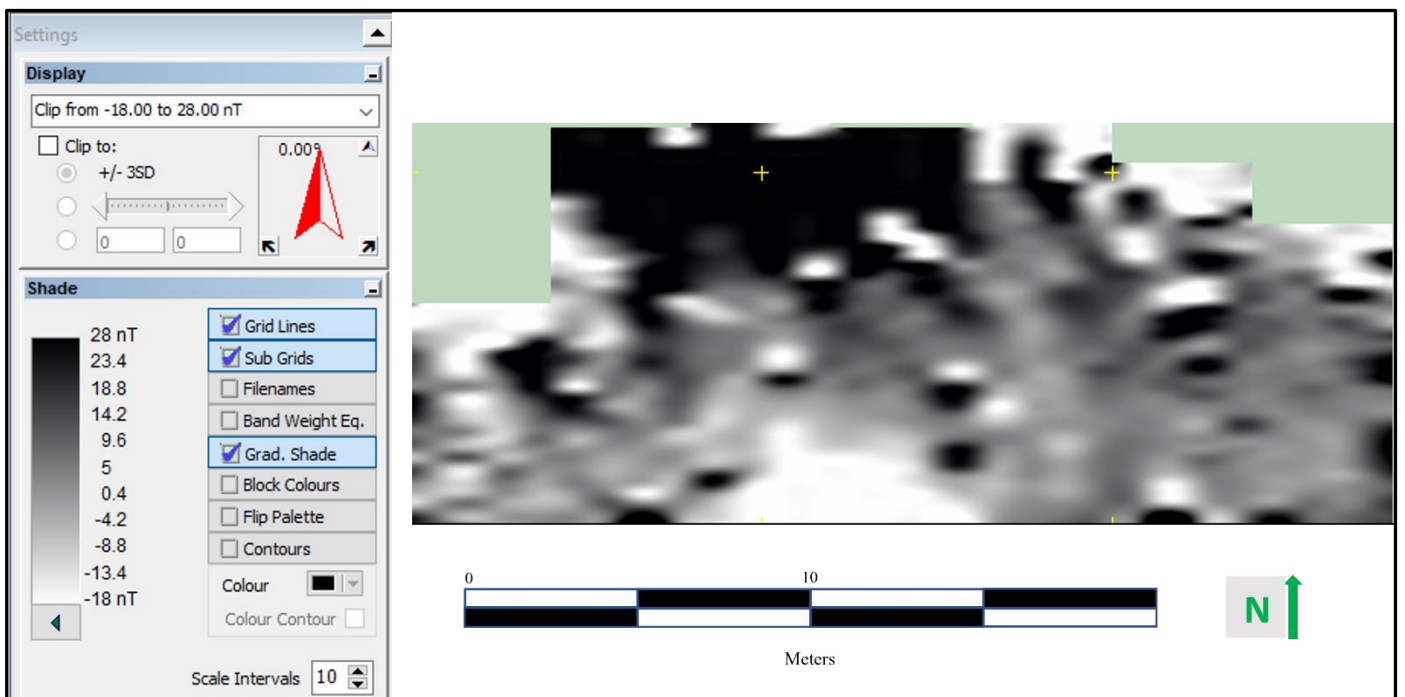 Settings
Display
Clip from -18.00 to 28.00 nT
Clip to:
0.009
+/- 3SD
0 0
Shade
28 nT
23.4
18.8
14.2
9.6
5
0.4
-4.2
-8.8
-13.4
-18 nT
Grid Lines
Sub Grids
Filenames
Band Weight Eq.
Grad. Shade
Block Colours
Flip Palette
Contours
Colour
Colour Contour
Scale Intervals 10
0 10
Meters
N